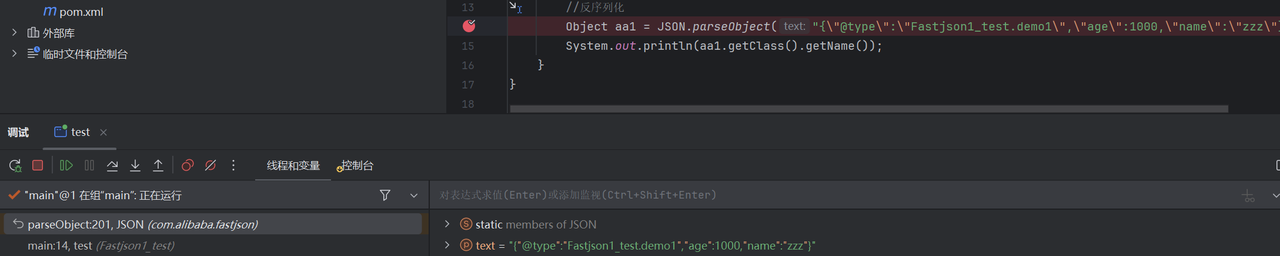 pom.xml
外部库
临时文件和控制台
13 //反序列化
Object aa1 = JSON.parseObject( text: "{\"@type\":\"Fastjson1_test.demo1\",\"age\":1000,\"name\":\"zzz\"}
15 System.out.println(aa1.getClass().getName());
16 }
17 }
18
调试 test
线程和变量 控制台
"main"@1 在组"main": 正在运行
对表达式求值(Enter)或添加监视(Ctrl+Shift+Enter)
parseObject:201, JSON (com.alibaba.fastjson)
static members of JSON
main:14, test (Fastjson1_test)
text = "{"@type":"Fastjson1_test.demo1","age":1000,"name":"zzz"}"